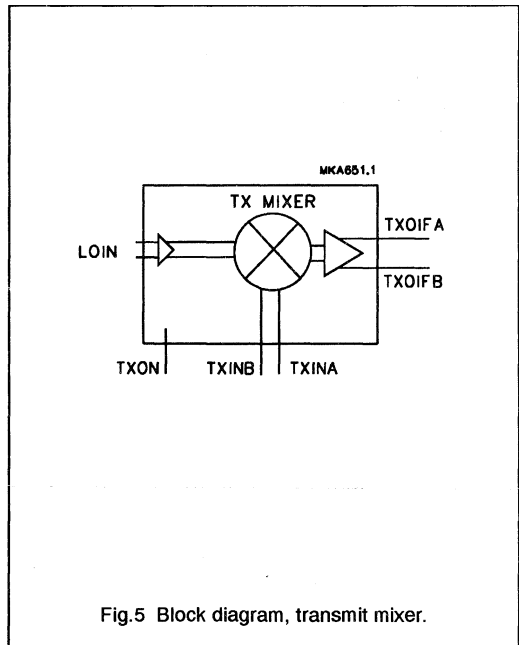 MKA651.1
TX MIXER
TXOIFA
LOIN
TXOIFB
TXON
TXINB
TXINA
Fig.5 Block diagram, transmit mixer.